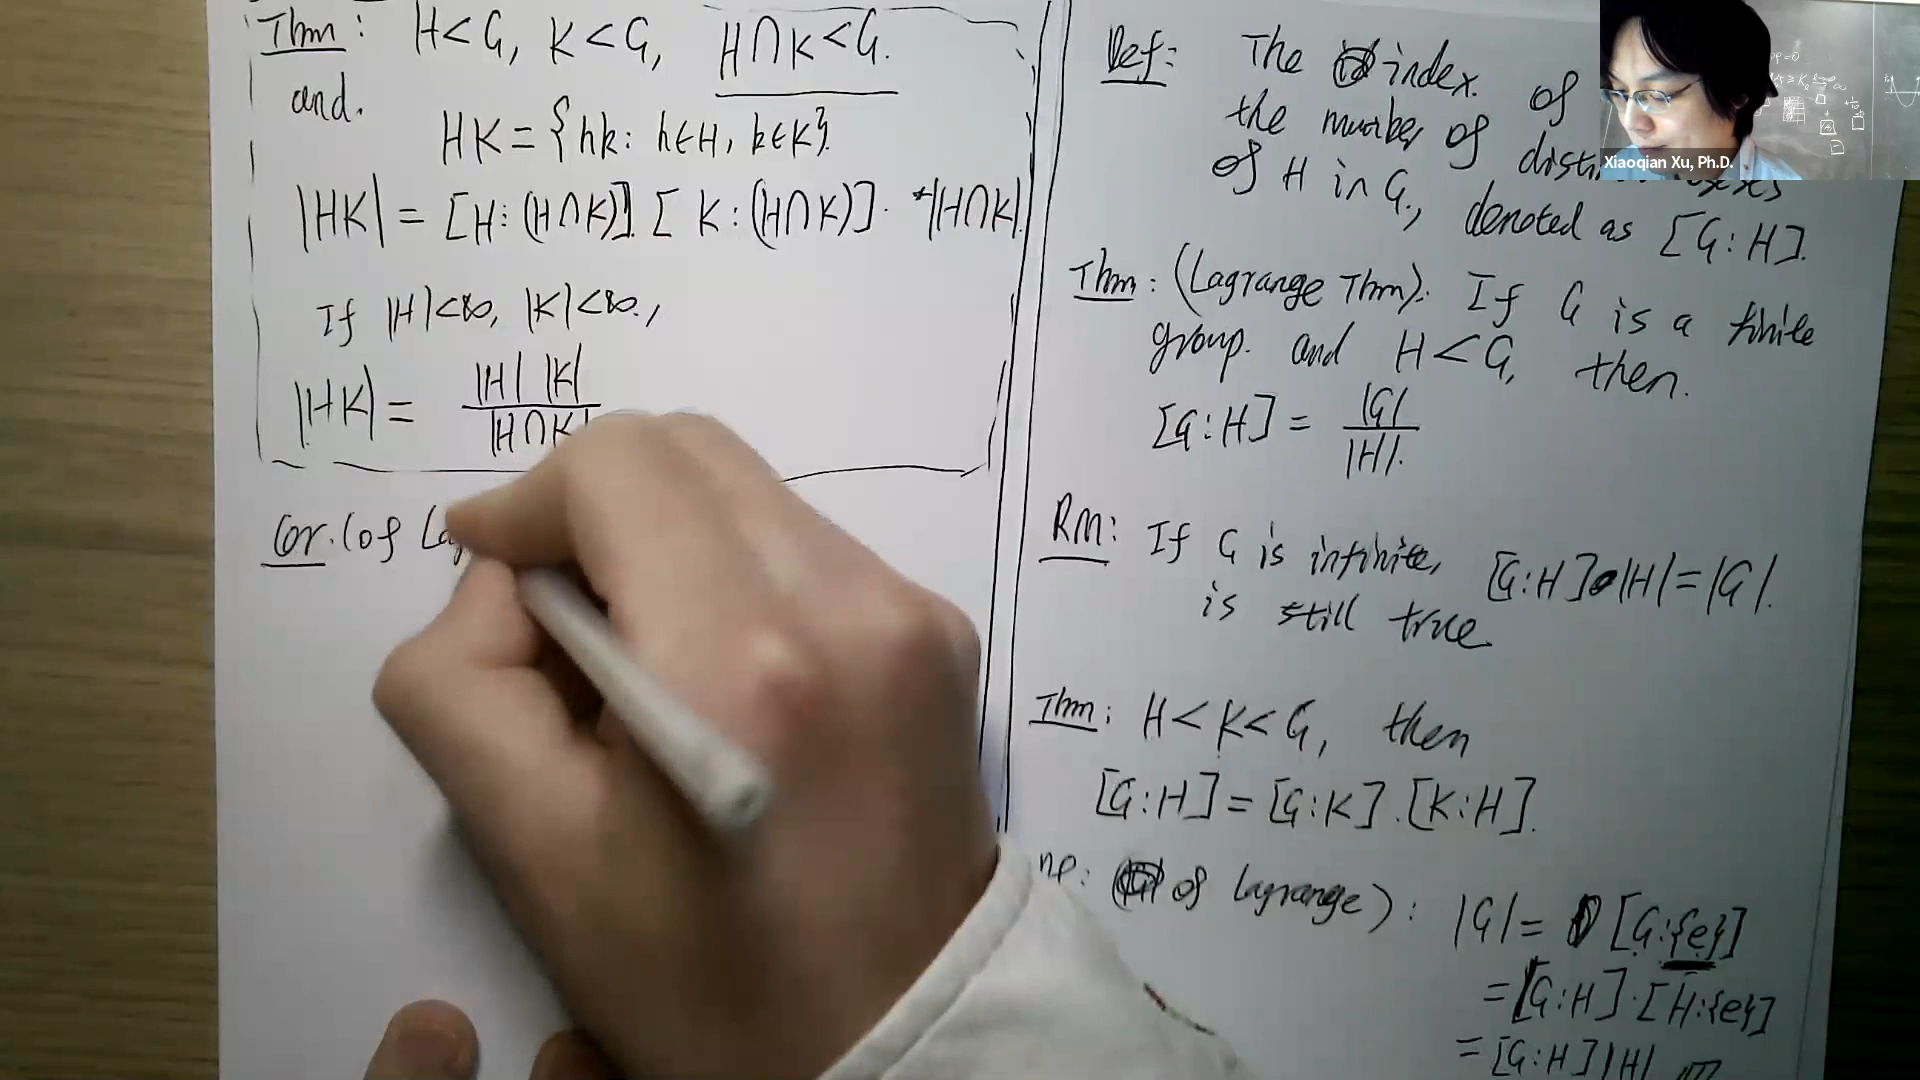 Thm: H<G, K<G, H∩K<G.
and.
HK = {hk: h∈H, k∈K}.
|HK| = [H:(H∩K)] [K:(H∩K)] · *|H∩K|.
If |H|<∞, |K|<∞.,
|HK| = |H| |K|
|H∩K|
Cor. (of Lag
Def: The index. of
the number of disti
of H in G., denoted as [G:H].
Thm: (Lagrange Thm). If G is a finite
group. and H<G, then.
[G:H] = |G|
|H|.
RM: If G is infinite, [G:H]·|H|=|G|.
is still true
Thm: H<K<G, then
[G:H] = [G:K].[K:H].
of Lagrange): |G| = [G:{e}]
= [G:H]·[H:{e}]
= [G:H]|H|
Xiaoqian Xu, Ph.D.